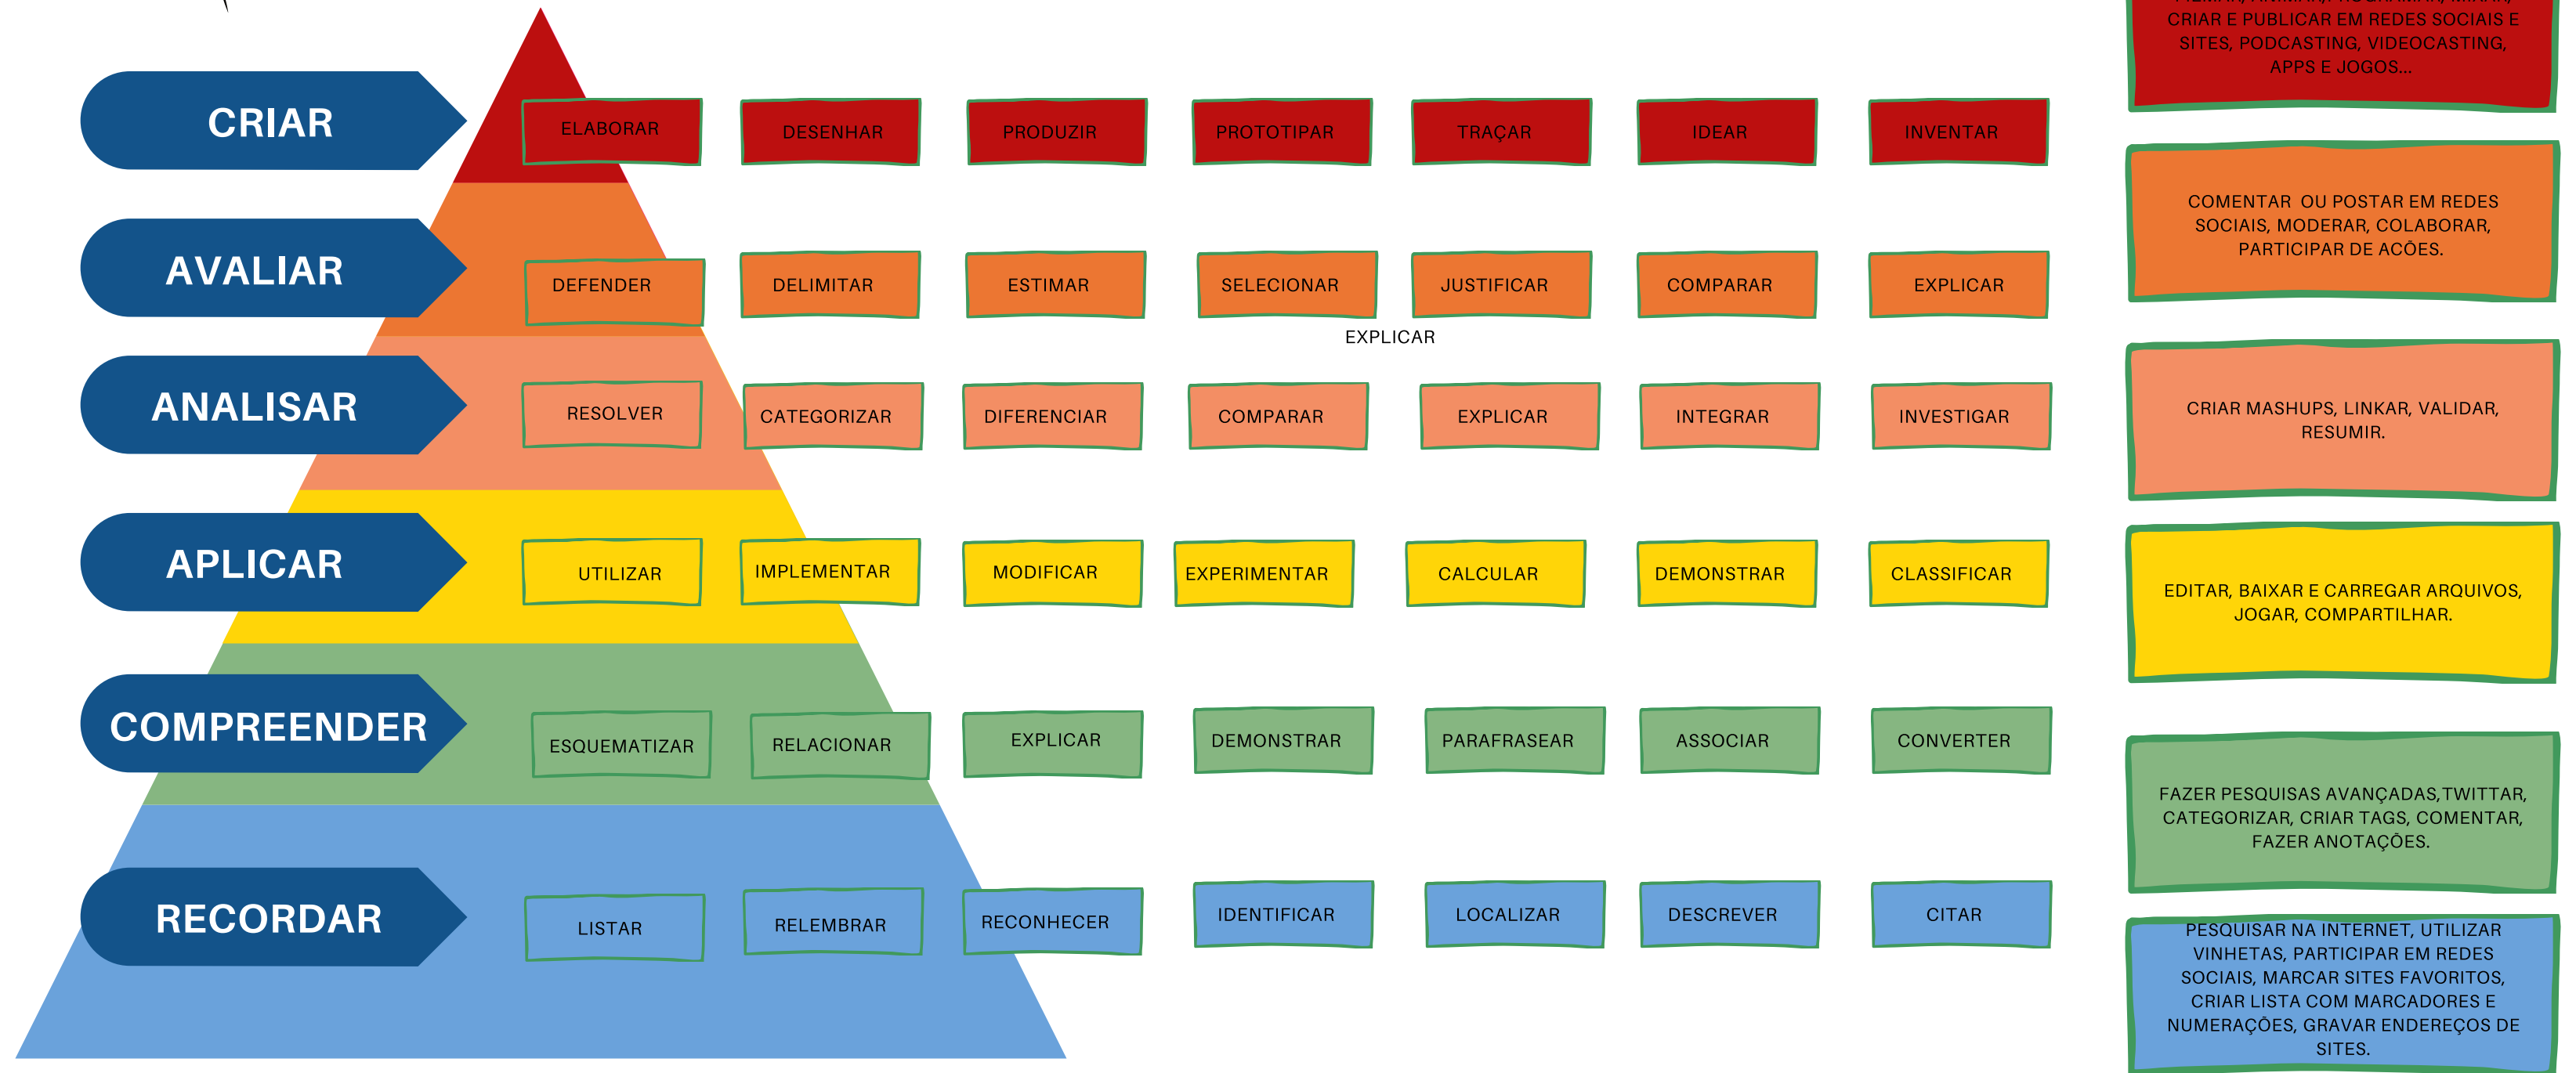 CRIAR E PUBLICAR EM REDES SOCIAIS E
SITES, PODCASTING, VIDEOCASTING,
APPS E JOGOS...
CRIAR
ELABORAR
DESENHAR
PRODUZIR
PROTOTIPAR
TRAÇAR
IDEAR
INVENTAR
AVALIAR
DEFENDER
DELIMITAR
ESTIMAR
SELECIONAR
JUSTIFICAR
COMPARAR
EXPLICAR
COMENTAR OU POSTAR EM REDES
SOCIAIS, MODERAR, COLABORAR,
PARTICIPAR DE ACÕES.
EXPLICAR
ANALISAR
RESOLVER
CATEGORIZAR
DIFERENCIAR
COMPARAR
EXPLICAR
INTEGRAR
INVESTIGAR
CRIAR MASHUPS, LINKAR, VALIDAR,
RESUMIR.
APLICAR
UTILIZAR
IMPLEMENTAR
MODIFICAR
EXPERIMENTAR
CALCULAR
DEMONSTRAR
CLASSIFICAR
EDITAR, BAIXAR E CARREGAR ARQUIVOS,
JOGAR, COMPARTILHAR.
COMPREENDER
ESQUEMATIZAR
RELACIONAR
EXPLICAR
DEMONSTRAR
PARAFRASEAR
ASSOCIAR
CONVERTER
FAZER PESQUISAS AVANÇADAS,TWITTAR,
CATEGORIZAR, CRIAR TAGS, COMENTAR,
FAZER ANOTAÇÕES.
RECORDAR
LISTAR
RELEMBRAR
RECONHECER
IDENTIFICAR
LOCALIZAR
DESCREVER
CITAR
PESQUISAR NA INTERNET, UTILIZAR
VINHETAS, PARTICIPAR EM REDES
SOCIAIS, MARCAR SITES FAVORITOS,
CRIAR LISTA COM MARCADORES E
NUMERAÇÕES, GRAVAR ENDEREÇOS DE
SITES.